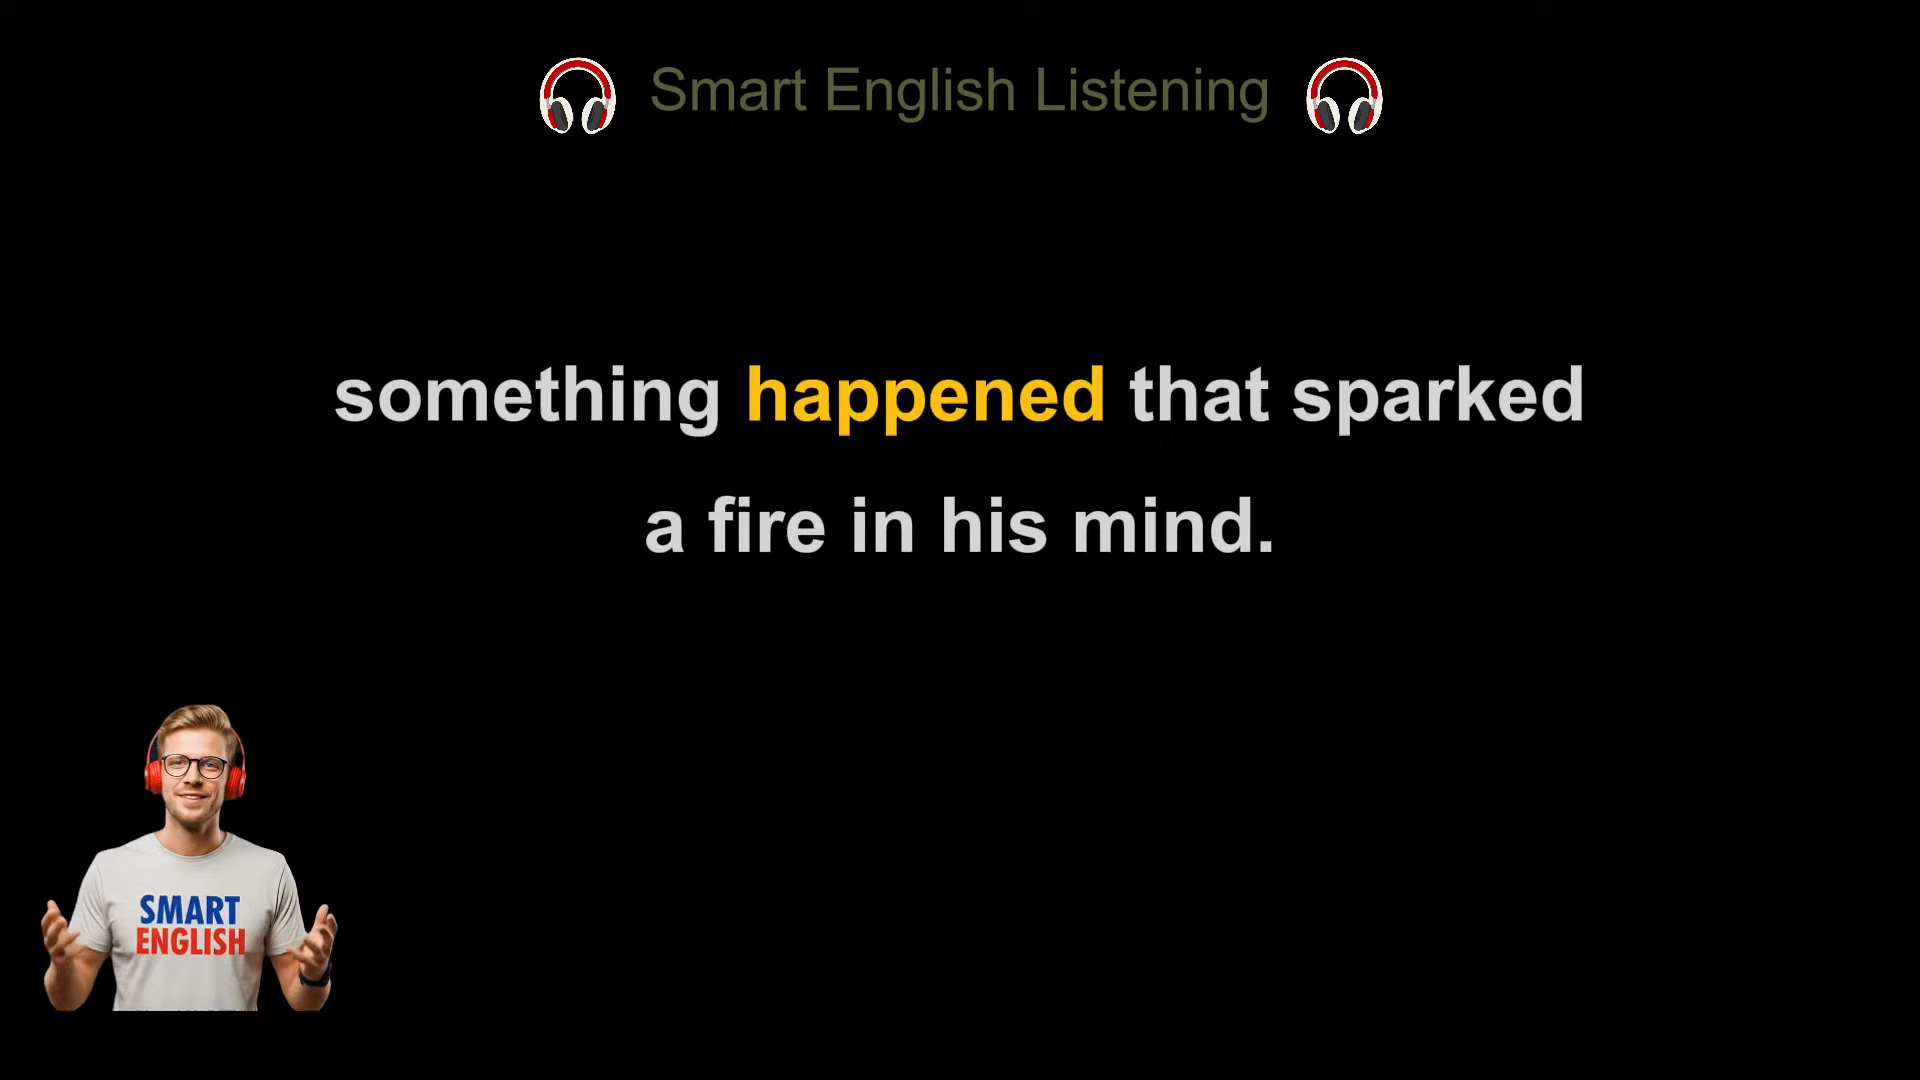 Smart English Listening
something happened that sparked
a fire in his mind.
SMART
ENGLISH